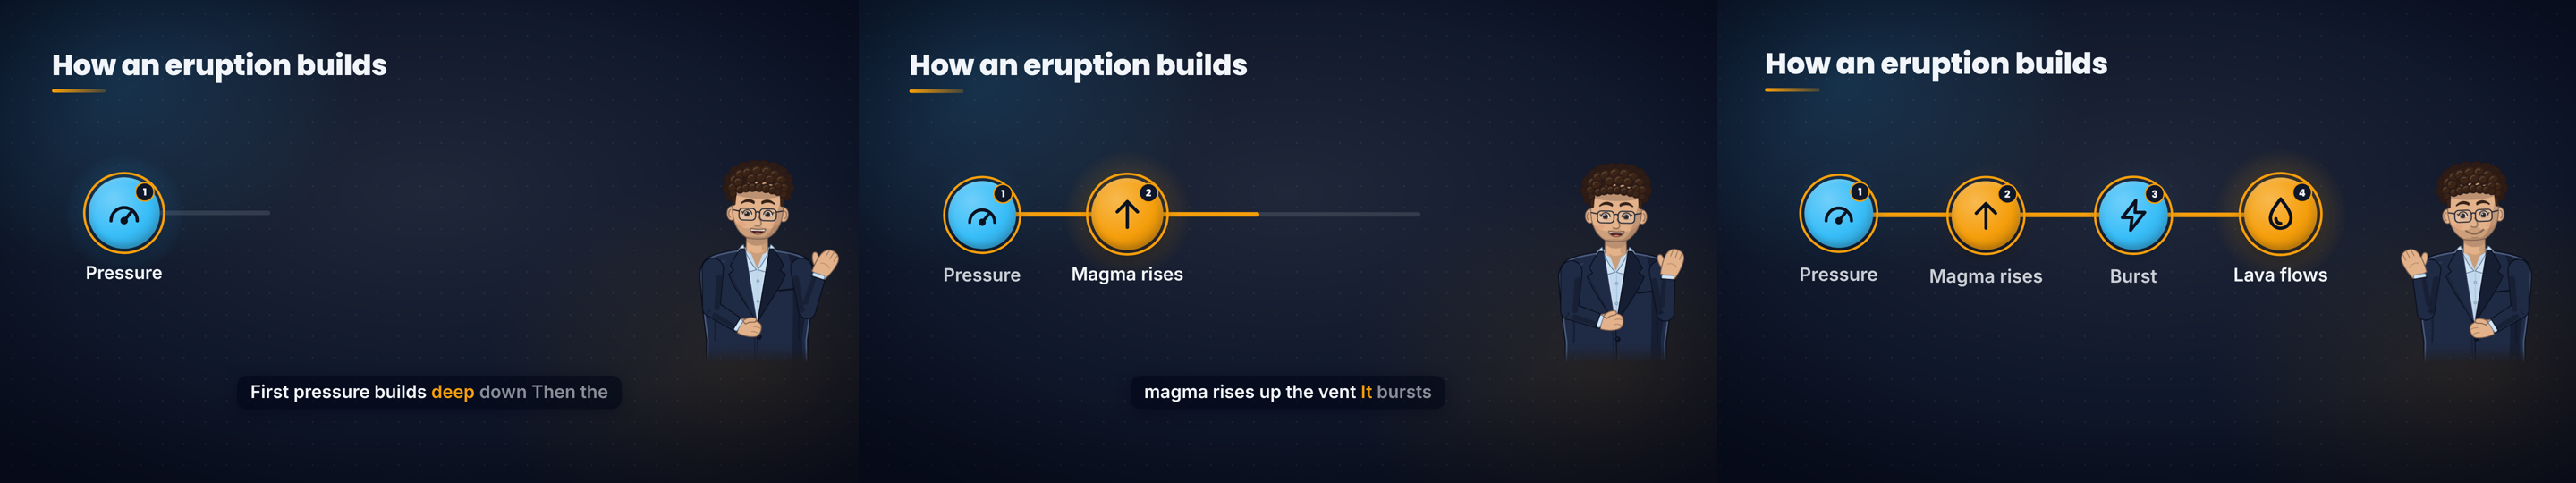 How an eruption builds
1
Pressure
First pressure builds deep down Then the
How an eruption builds
1
2
Pressure
Magma rises
magma rises up the vent It bursts
How an eruption builds
1
2
3
4
Pressure
Magma rises
Burst
Lava flows